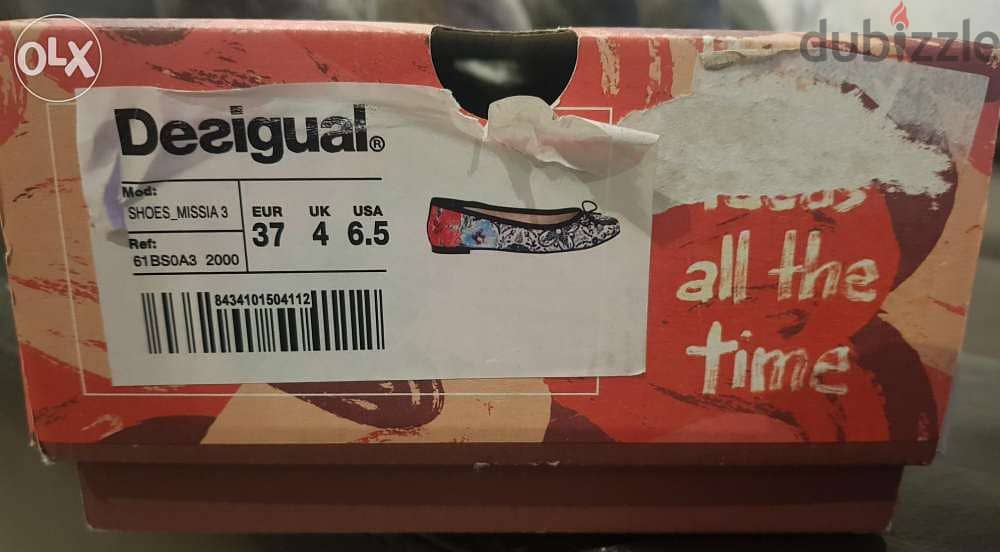 OLX
dubizzle
Desigual®
Mod:
SHOES_MISSIA 3
Ref:
61BS0A3 2000
EUR UK USA
37 4 6.5
8434101504112
all the
time